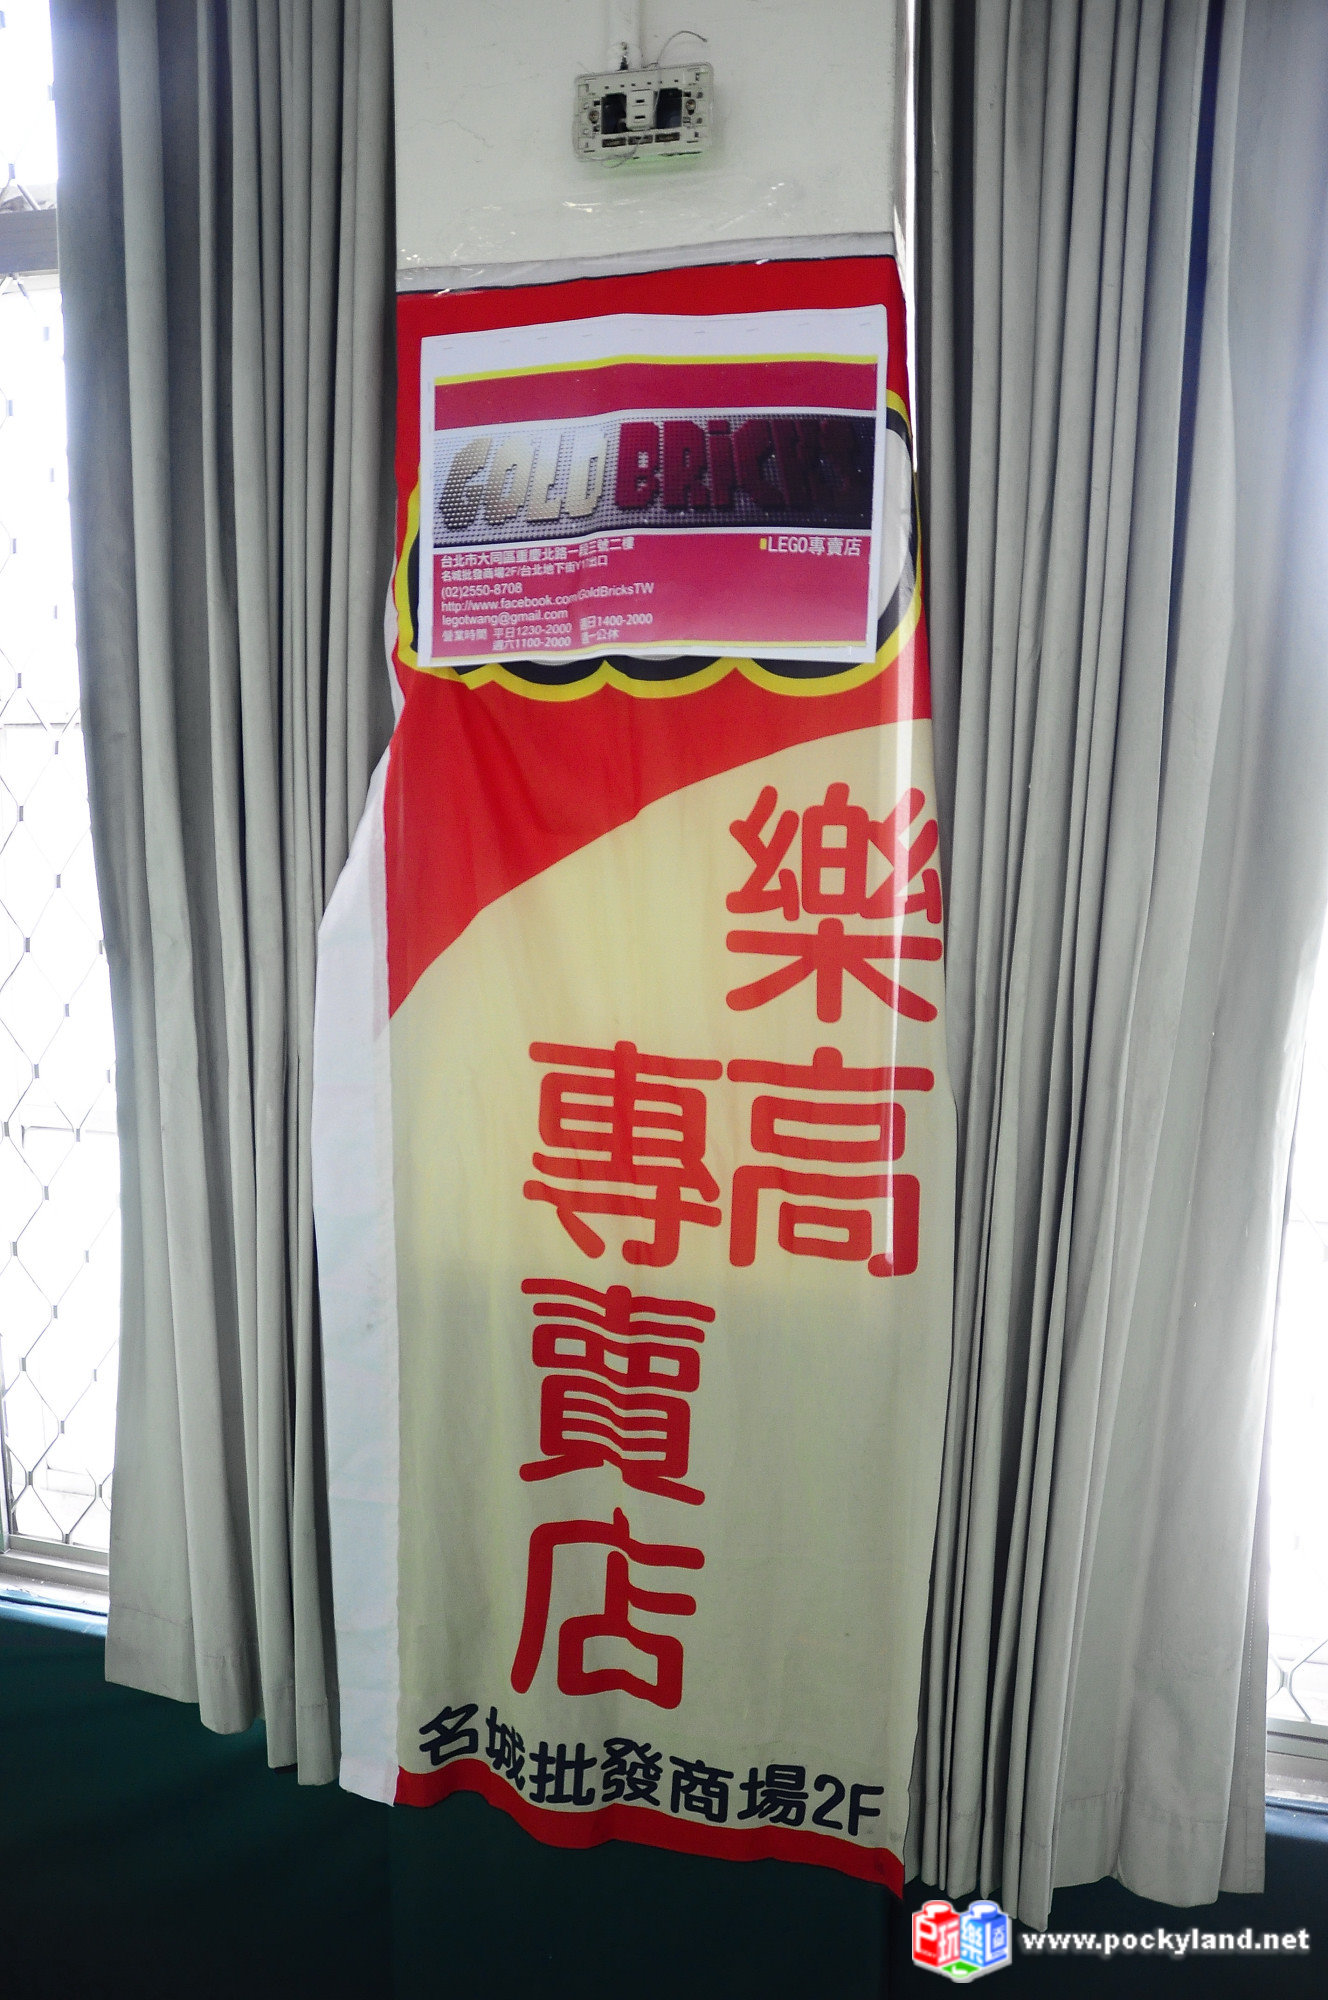 GOLD BRICKS
LEGO專賣店
台北市大同區重慶北路一段三號二樓
名城批發商場2F/台北地下街Y1出口
(02)2550-8708
http://www.facebook.com/GoldBricksTW
legotwang@gmail.com
營業時間 平日1230-2000 週日1400-2000
週六1100-2000 週一公休
樂高
專賣店
名城批發商場2F
玩樂
www.pockyland.net